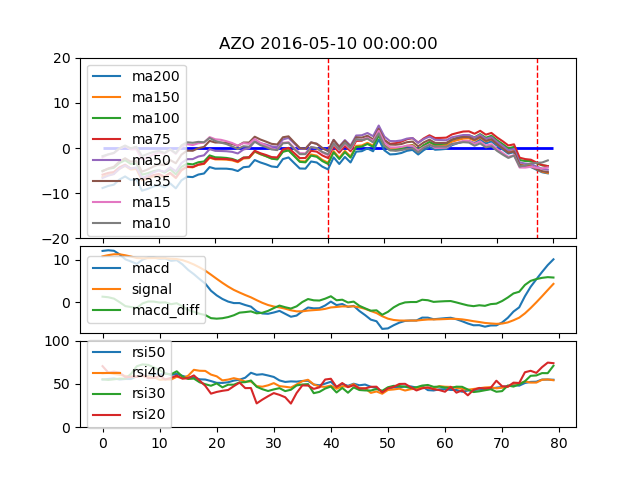 AZO 2016-05-10 00:00:00
20
10
0
−10
−20
ma200
ma150
ma100
ma75
ma50
ma35
ma15
ma10
10
0
macd
signal
macd_diff
100
50
0
rsi50
rsi40
rsi30
rsi20
0 10 20 30 40 50 60 70 80